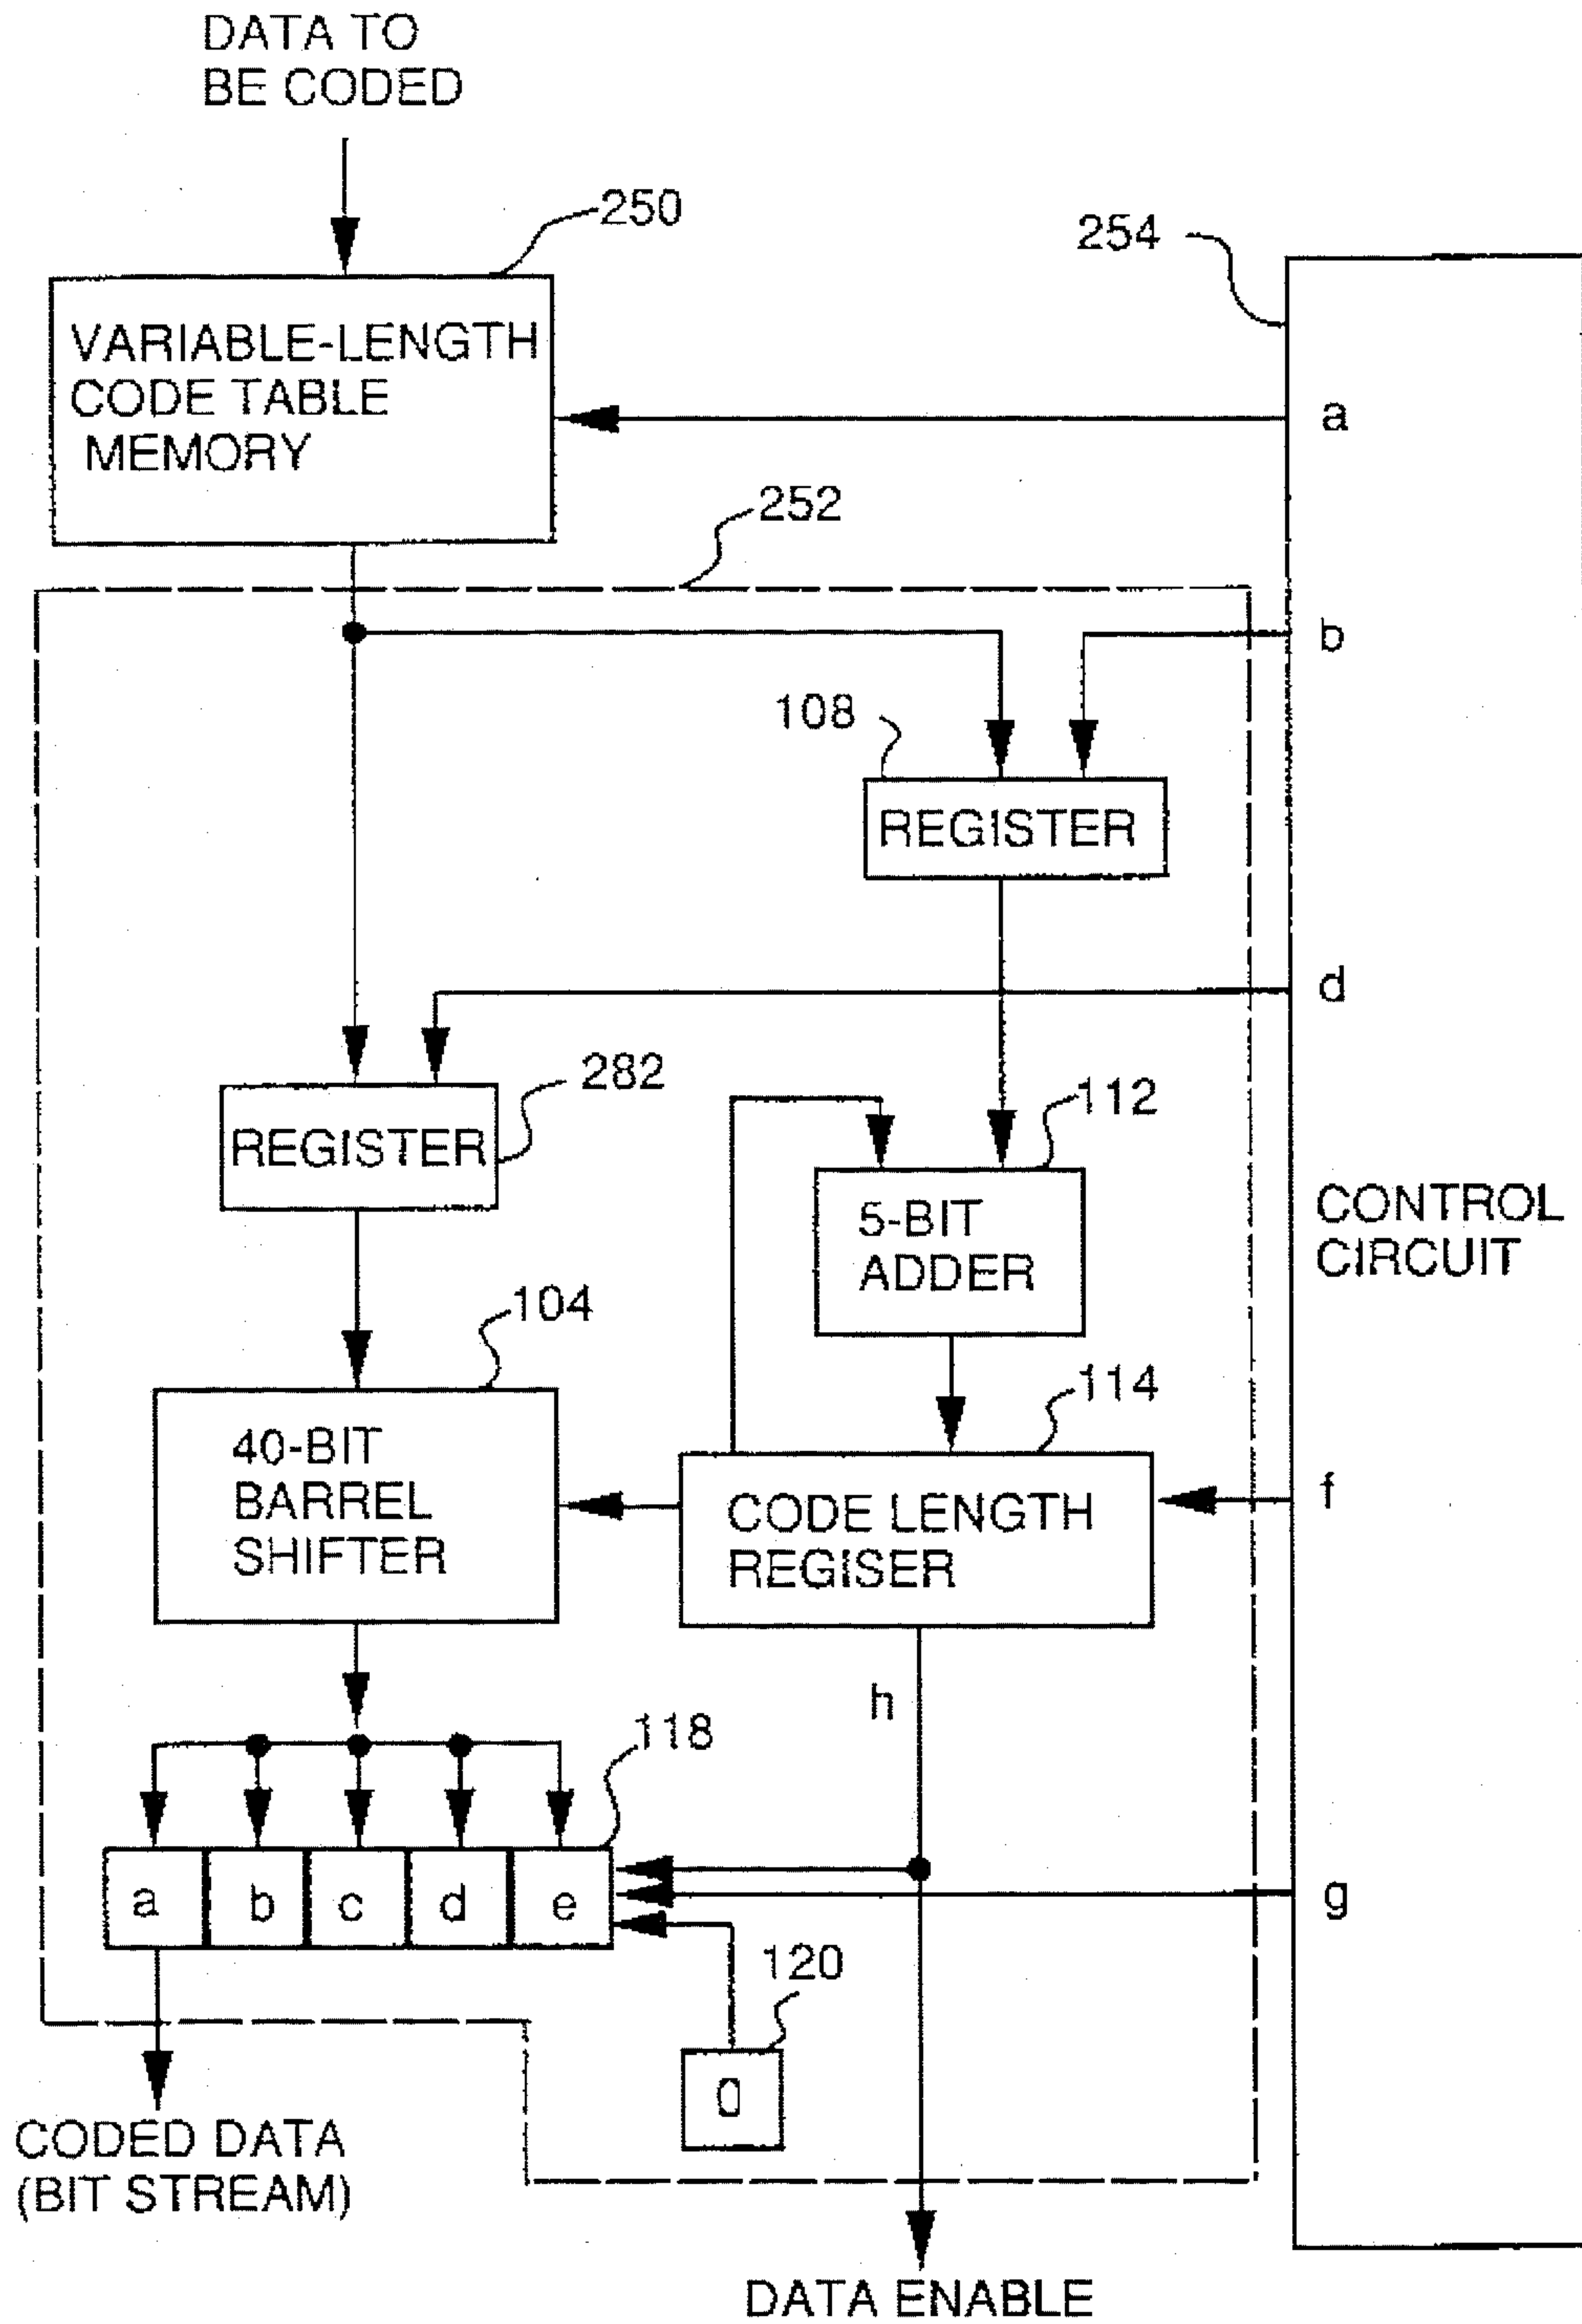 DATA TO
BE CODED
250
254
VARIABLE-LENGTH
CODE TABLE
MEMORY
a
252
b
108
REGISTER
d
282
REGISTER
112
5-BIT
ADDER
CONTROL
CIRCUIT
104
114
40-BIT
BARREL
SHIFTER
CODE LENGTH
REGISER
f
h
118
a b c d e
g
120
0
CODED DATA
(BIT STREAM)
DATA ENABLE